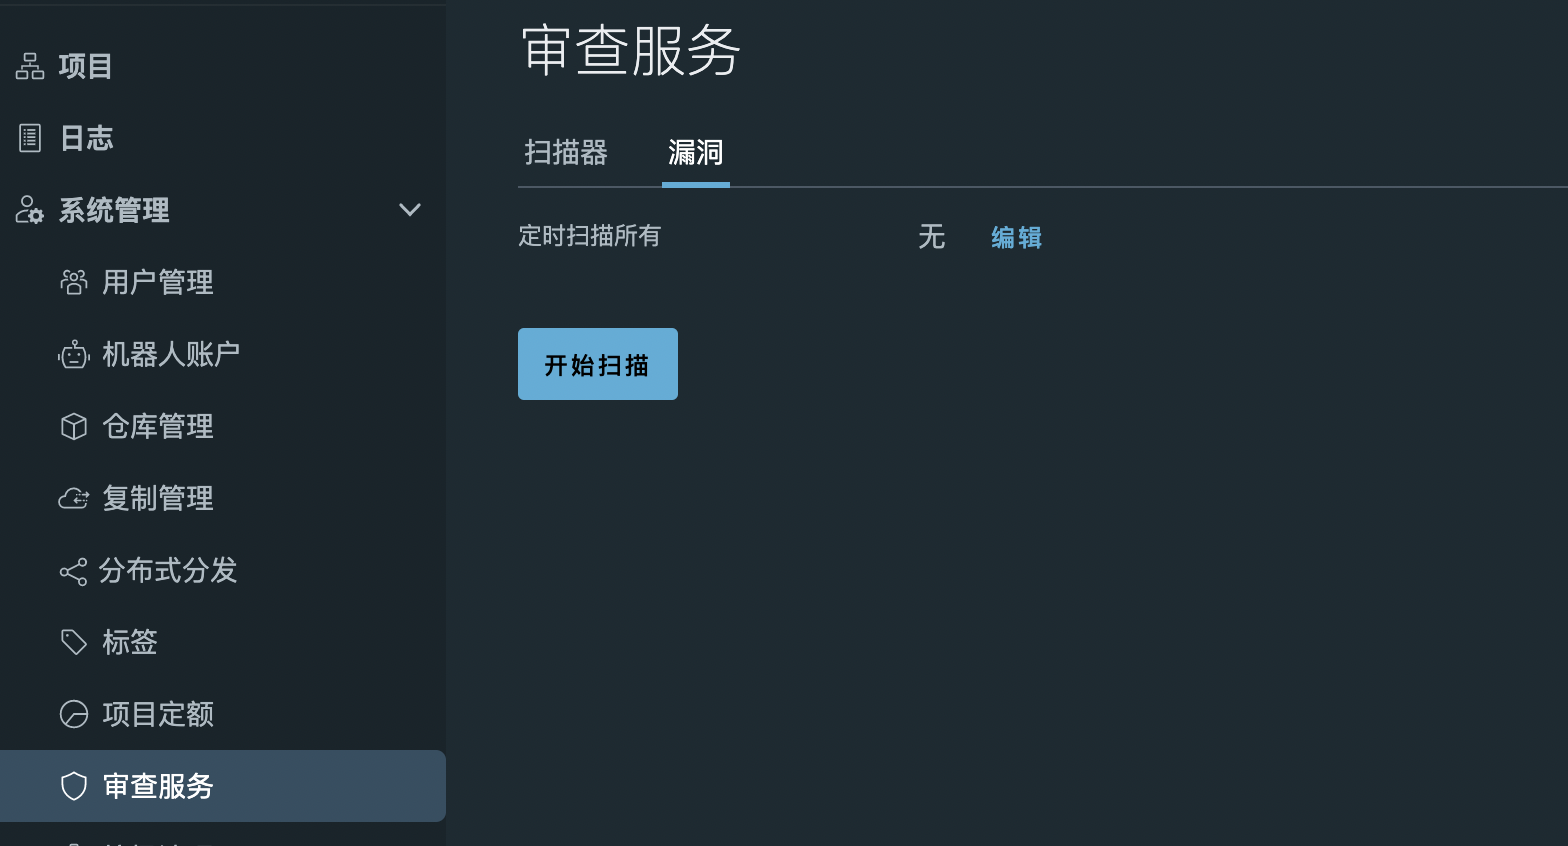 项目
日志
系统管理
用户管理
机器人账户
仓库管理
复制管理
分布式分发
标签
项目定额
审查服务
审查服务
扫描器 漏洞
定时扫描所有 无 编辑
开始扫描